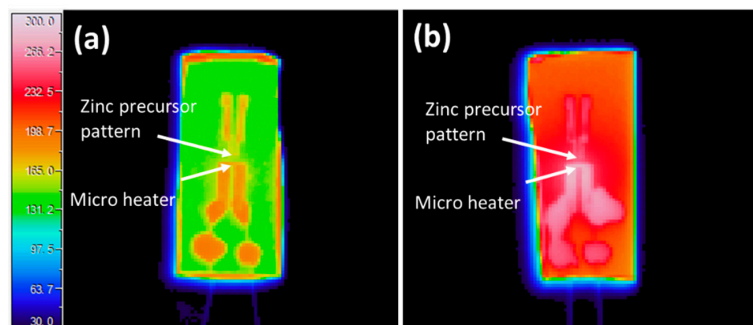 300.0
266.2
232.5
198.7
165.0
131.2
97.5
63.7
30.0
(a)
Zinc precursor
pattern
Micro heater
(b)
Zinc precursor
pattern
Micro heater